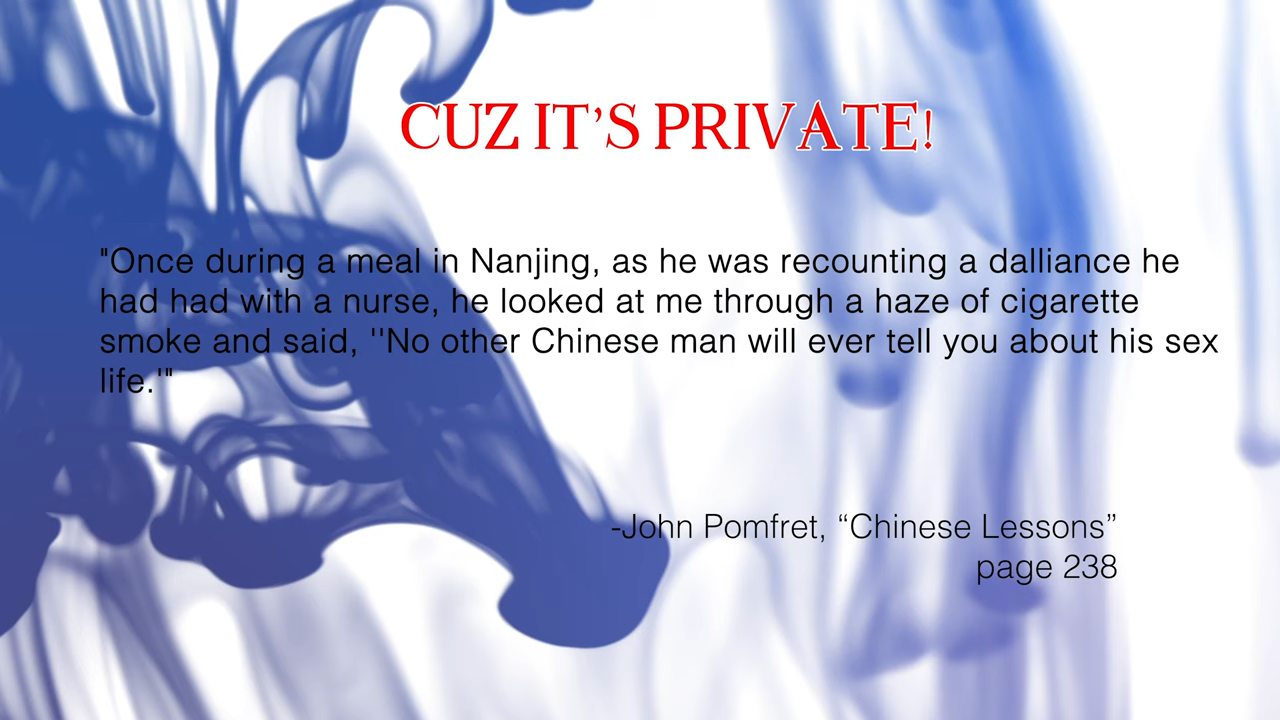 CUZ IT’S PRIVATE!
"Once during a meal in Nanjing, as he was recounting a dalliance he
had had with a nurse, he looked at me through a haze of cigarette
smoke and said, ''No other Chinese man will ever tell you about his sex
life.'"
-John Pomfret, “Chinese Lessons”
page 238